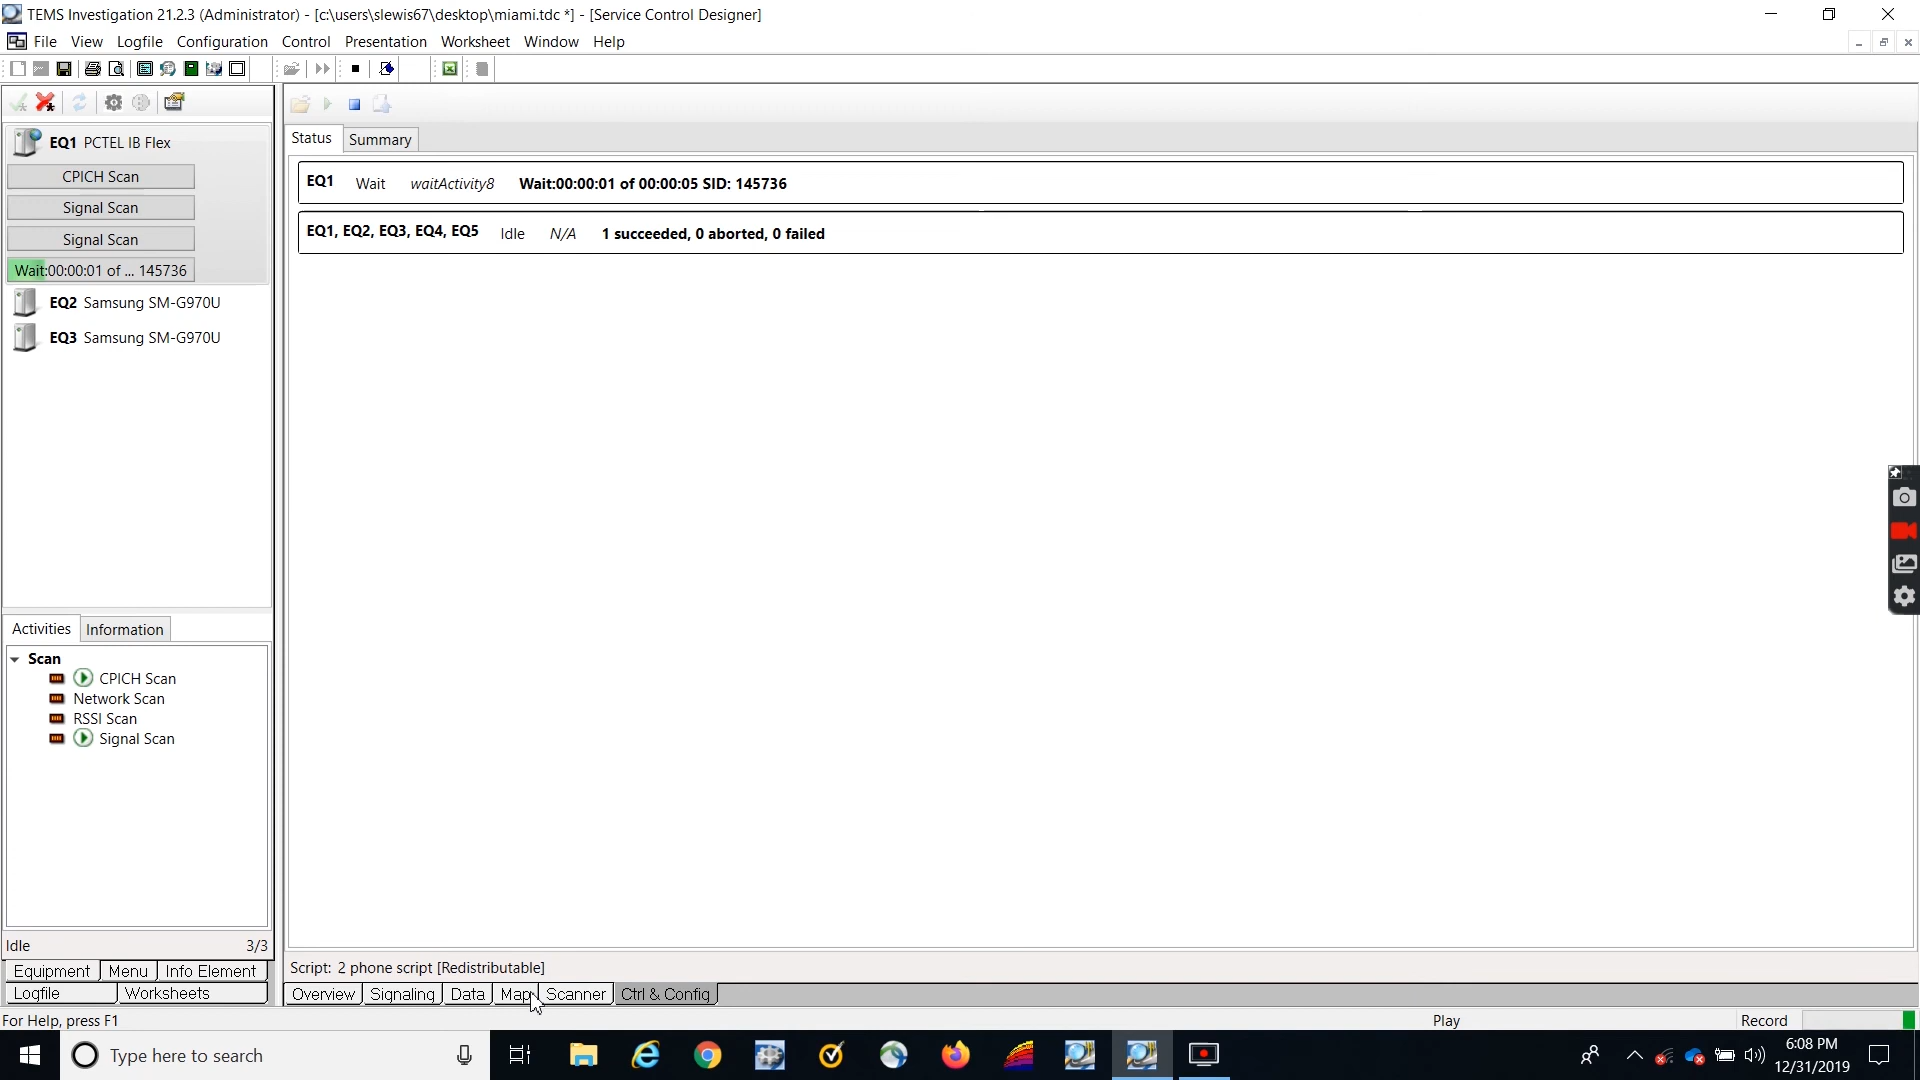 TEMS Investigation 21.2.3 (Administrator) - [c:\users\slewis67\desktop\miami.tdc *] - [Service Control Designer]
File View Logfile Configuration Control Presentation Worksheet Window Help
EQ1 PCTEL IB Flex
CPICH Scan
Signal Scan
Signal Scan
Wait:00:00:01 of ... 145736
EQ2 Samsung SM-G970U
EQ3 Samsung SM-G970U
Status Summary
EQ1 Wait waitActivity8 Wait:00:00:01 of 00:00:05 SID: 145736
EQ1, EQ2, EQ3, EQ4, EQ5 Idle N/A 1 succeeded, 0 aborted, 0 failed
Activities Information
Scan
CPICH Scan
Network Scan
RSSI Scan
Signal Scan
Idle 3/3
Equipment Menu Info Element
Logfile Worksheets
Script: 2 phone script [Redistributable]
Overview Signaling Data Map Scanner Ctrl & Config
For Help, press F1 Play Record
Type here to search
6:08 PM
12/31/2019